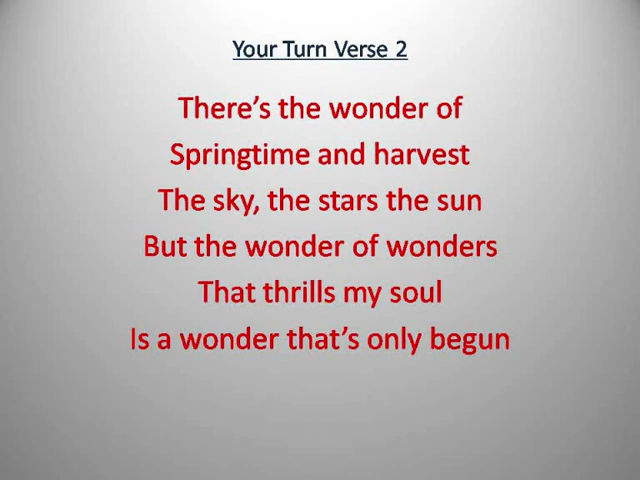 Your Turn Verse 2
There's the wonder of
Springtime and harvest
The sky, the stars the sun
But the wonder of wonders
That thrills my soul
Is a wonder that's only begun